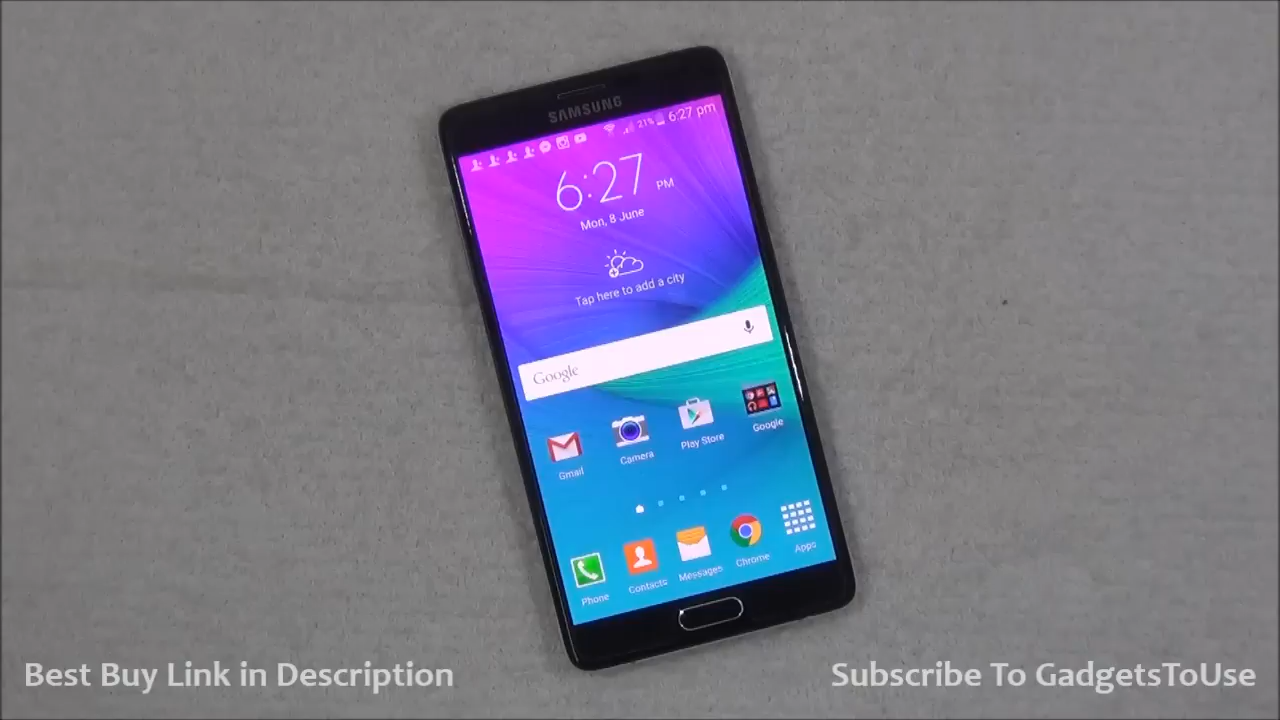 SAMSUNG
21% 6:27 pm
6:27 PM
Mon, 8 June
Tap here to add a city
Google
Gmail Camera Play Store Google
Phone Contacts Messages Chrome Apps
Best Buy Link in Description Subscribe To GadgetsToUse